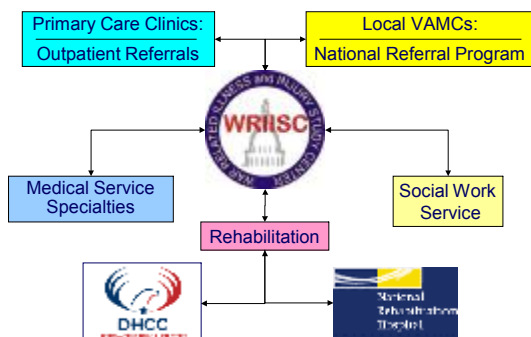 Primary Care Clinics:
Outpatient Referrals
Local VAMCs:
National Referral Program
WAR RELATED ILLNESS and INJURY STUDY CENTER
WRIISC
Medical Service
Specialties
Social Work
Service
Rehabilitation
DHCC
National
Rehabilitation
Hospital